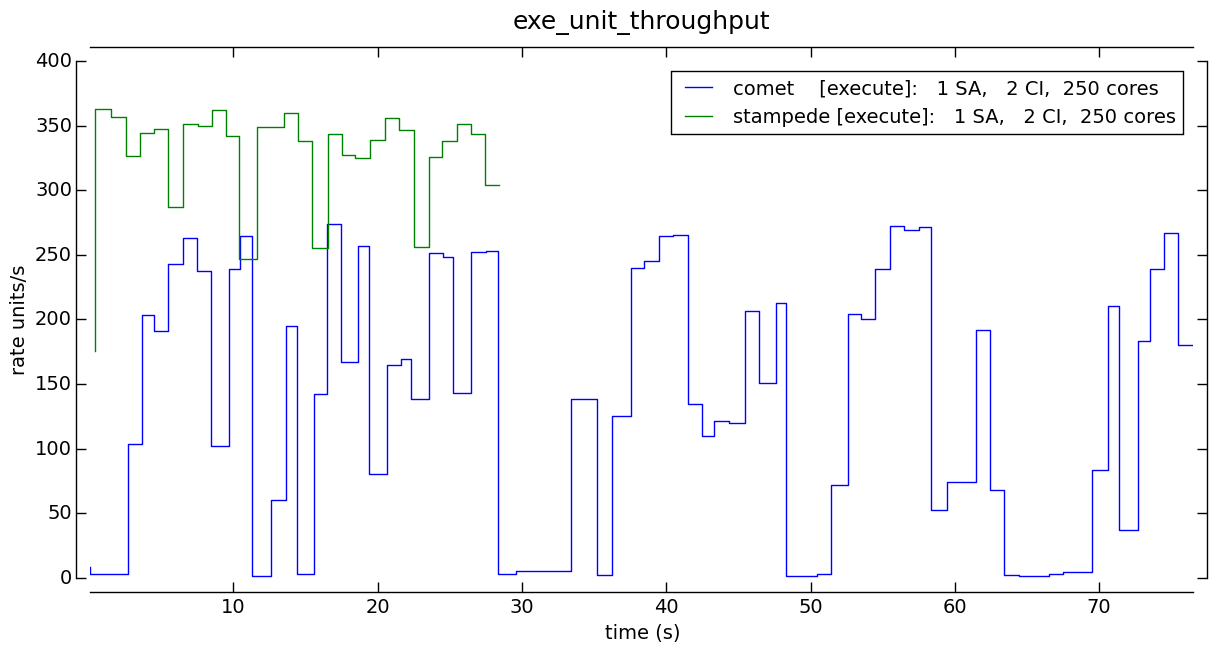 exe_unit_throughput
400
350
300
250
200
150
100
50
0
rate units/s
comet [execute]: 1 SA, 2 CI, 250 cores
stampede [execute]: 1 SA, 2 CI, 250 cores
10 20 30 40 50 60 70
time (s)